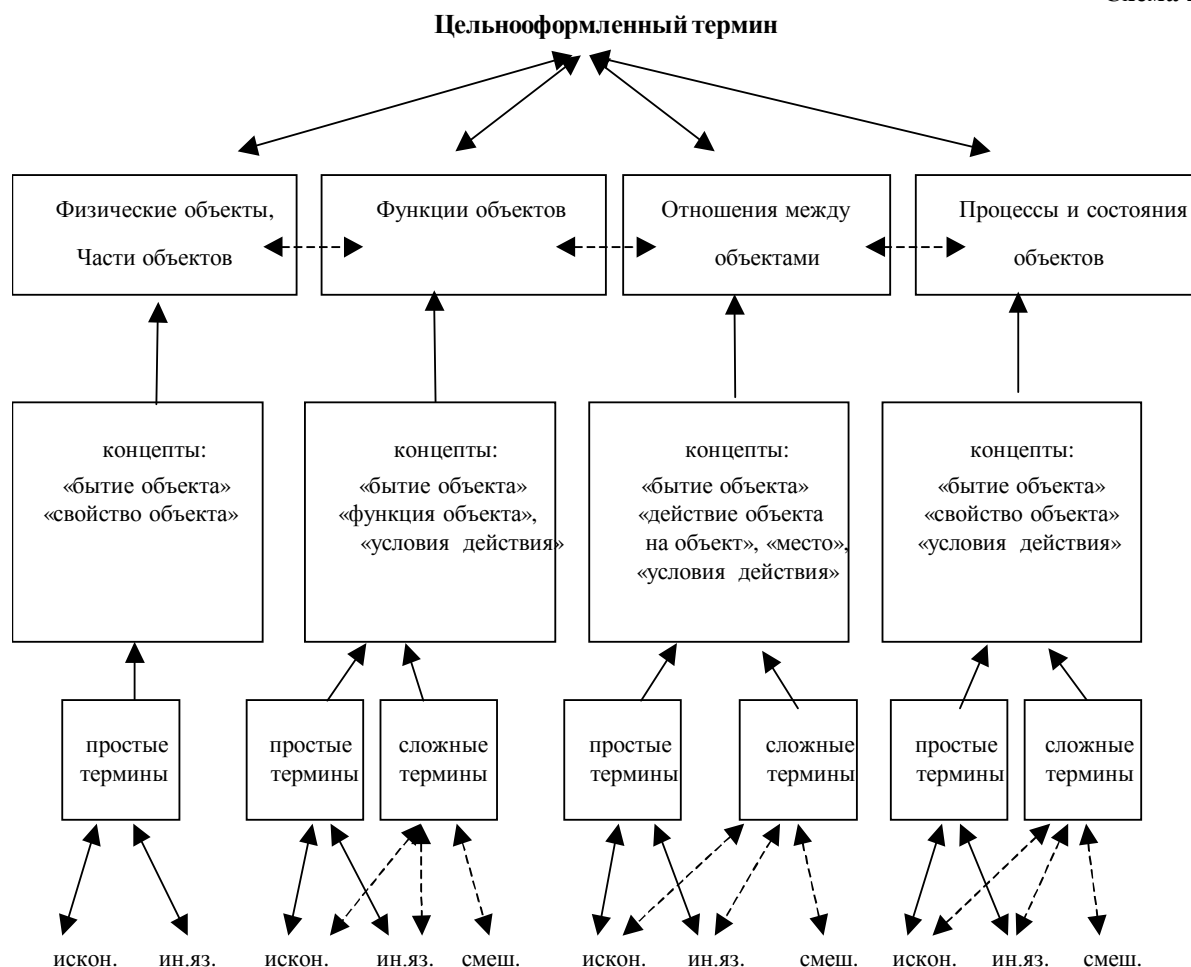 Цельнооформленный термин
Физические объекты,
Части объектов
Функции объектов
Отношения между
объектами
Процессы и состояния
объектов
концепты:
«бытие объекта»
«свойство объекта»
концепты:
«бытие объекта»
«функция объекта»,
«условия действия»
концепты:
«бытие объекта»
«действие объекта
на объект», «место»,
«условия действия»
концепты:
«бытие объекта»
«свойство объекта»
«условия действия»
простые
термины
простые
термины
сложные
термины
простые
термины
сложные
термины
простые
термины
сложные
термины
искон. ин.яз. искон. ин.яз. смеш. искон. ин.яз. смеш. искон. ин.яз. смеш.